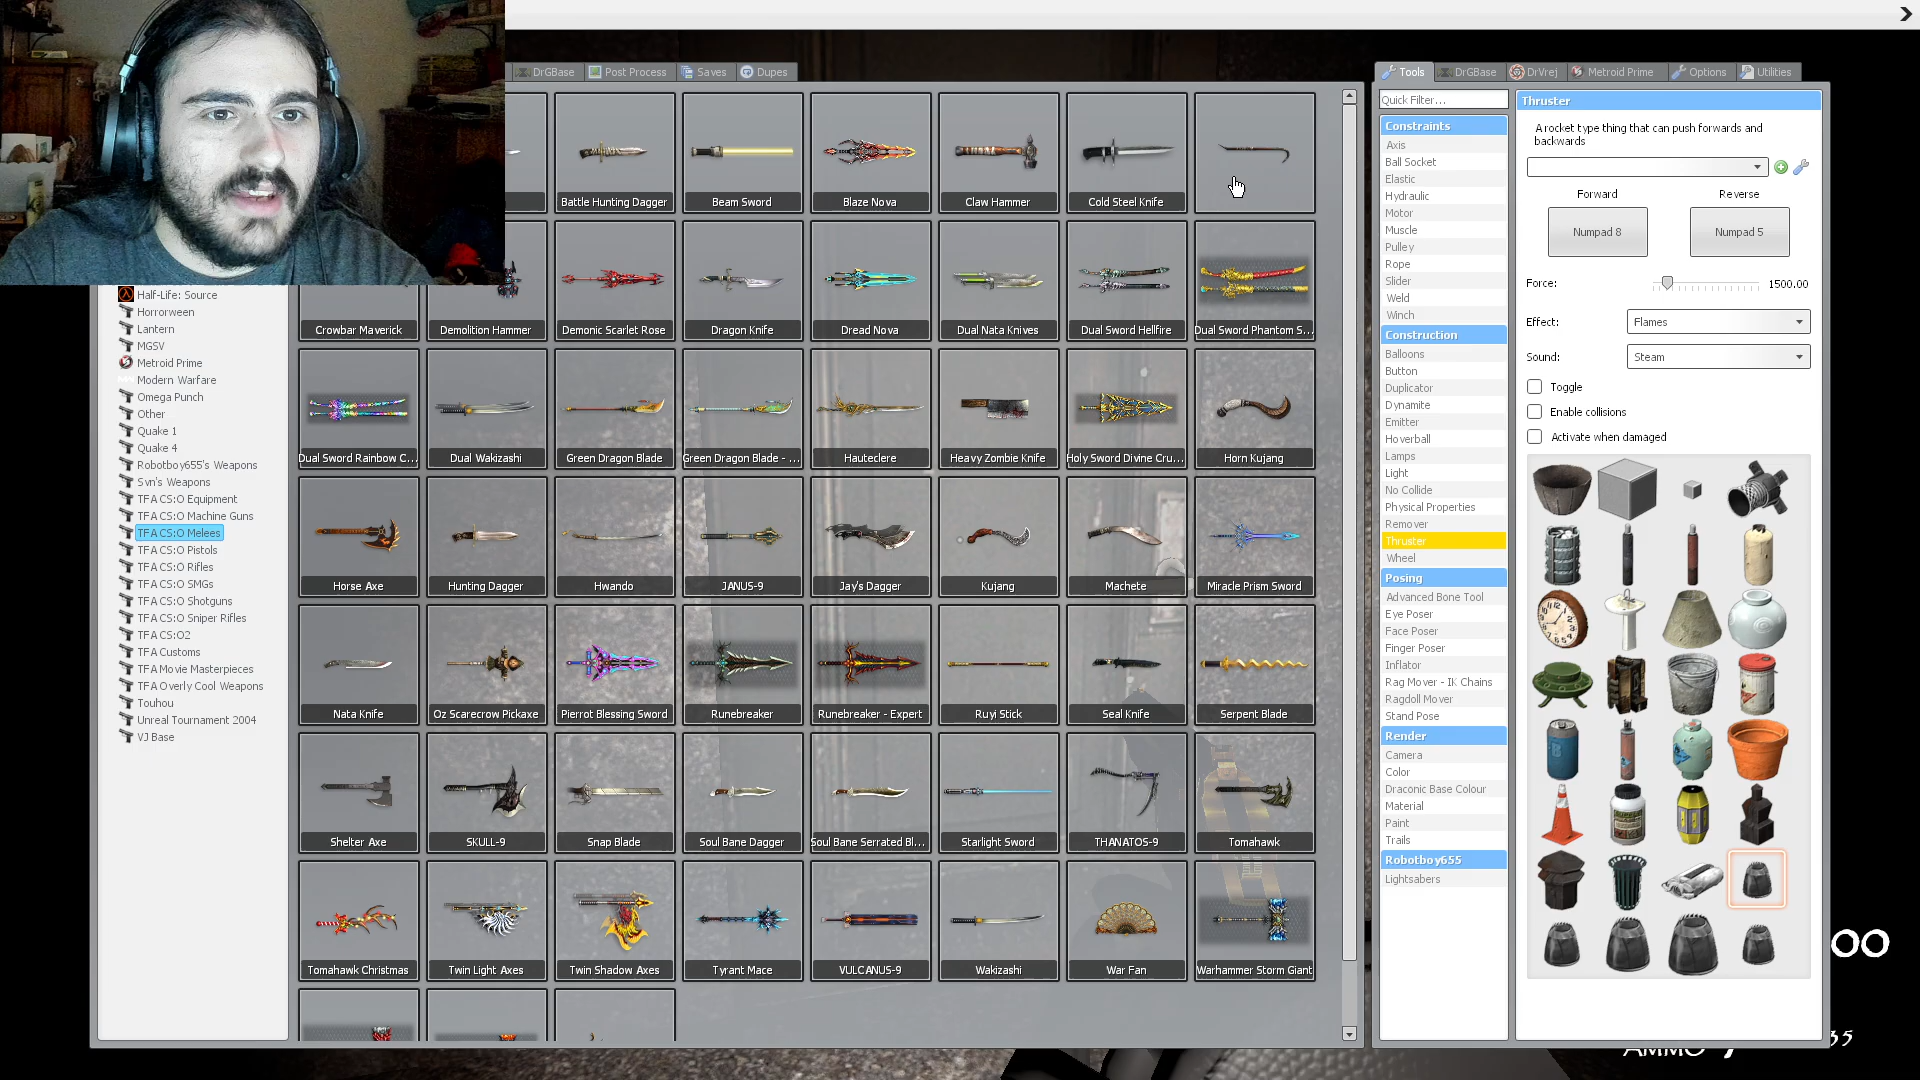 DrGBase
Post Process
Saves
Dupes
Battle Hunting Dagger
Beam Sword
Blaze Nova
Claw Hammer
Cold Steel Knife
Crowbar Maverick
Demolition Hammer
Demonic Scarlet Rose
Dragon Knife
Dread Nova
Dual Nata Knives
Dual Sword Hellfire
Dual Sword Phantom S...
Dual Sword Rainbow C...
Dual Wakizashi
Green Dragon Blade
Green Dragon Blade - ...
Hauteclere
Heavy Zombie Knife
Holy Sword Divine Cru...
Horn Kujang
Horse Axe
Hunting Dagger
Hwando
JANUS-9
Jay's Dagger
Kujang
Machete
Miracle Prism Sword
Nata Knife
Oz Scarecrow Pickaxe
Pierrot Blessing Sword
Runebreaker
Runebreaker - Expert
Ruyi Stick
Seal Knife
Serpent Blade
Shelter Axe
SKULL-9
Snap Blade
Soul Bane Dagger
Soul Bane Serrated Bl...
Starlight Sword
THANATOS-9
Tomahawk
Tomahawk Christmas
Twin Light Axes
Twin Shadow Axes
Tyrant Mace
VULCANUS-9
Wakizashi
War Fan
Warhammer Storm Giant
Half-Life: Source
Horrorween
Lantern
MGSV
Metroid Prime
Modern Warfare
Omega Punch
Other
Quake 1
Quake 4
Robotboy655's Weapons
Svn's Weapons
TFA CS:O Equipment
TFA CS:O Machine Guns
TFA CS:O Melees
TFA CS:O Pistols
TFA CS:O Rifles
TFA CS:O SMGs
TFA CS:O Shotguns
TFA CS:O Sniper Rifles
TFA CS:O2
TFA Customs
TFA Movie Masterpieces
TFA Overly Cool Weapons
Touhou
Unreal Tournament 2004
VJ Base
Tools
DrGBase
DrVrej
Metroid Prime
Options
Utilities
Quick Filter...
Constraints
Axis
Ball Socket
Elastic
Hydraulic
Motor
Muscle
Pulley
Rope
Slider
Weld
Winch
Construction
Balloons
Button
Duplicator
Dynamite
Emitter
Hoverball
Lamps
Light
No Collide
Physical Properties
Remover
Thruster
Wheel
Posing
Advanced Bone Tool
Eye Poser
Face Poser
Finger Poser
Inflator
Rag Mover - IK Chains
Ragdoll Mover
Stand Pose
Render
Camera
Color
Draconic Base Colour
Material
Paint
Trails
Robotboy655
Lightsabers
Thruster
A rocket type thing that can push forwards and
backwards
Forward
Reverse
Numpad 8
Numpad 5
Force:
1500.00
Effect:
Flames
Sound:
Steam
Toggle
Enable collisions
Activate when damaged